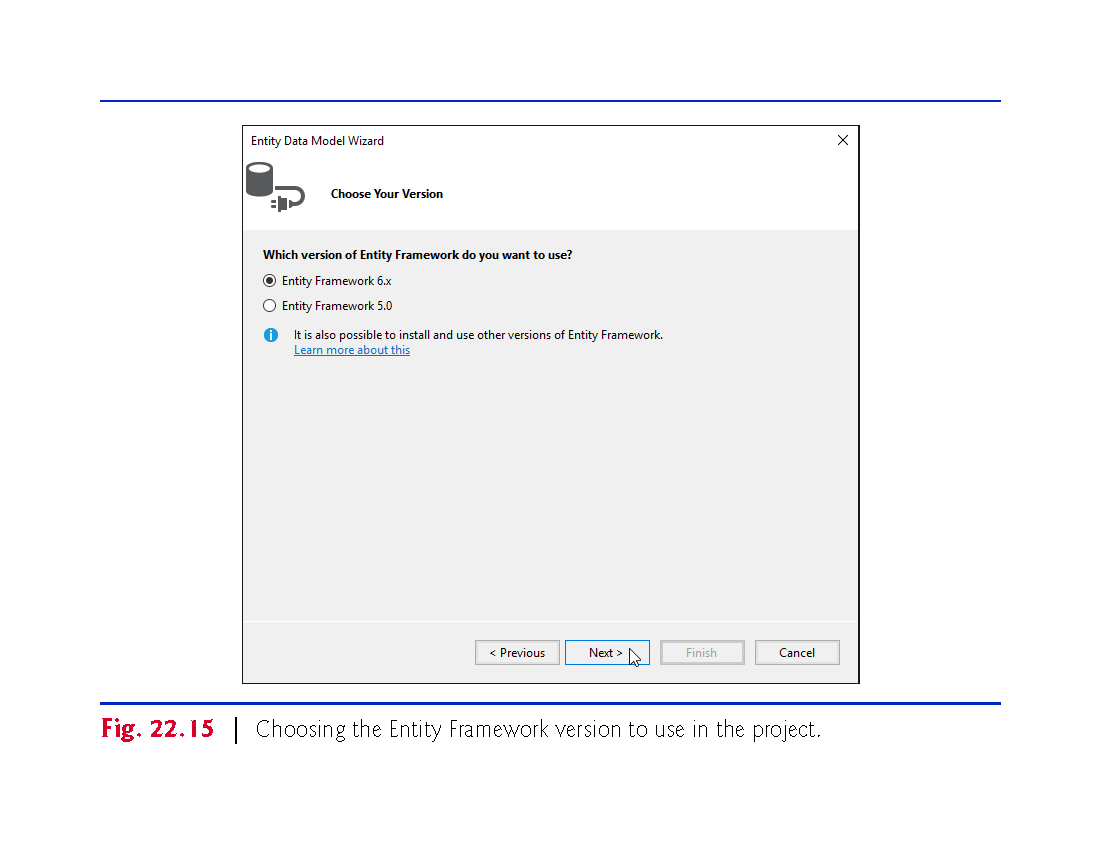 Entity Data Model Wizard
Choose Your Version
Which version of Entity Framework do you want to use?
Entity Framework 6.x
Entity Framework 5.0
It is also possible to install and use other versions of Entity Framework.
Learn more about this
< Previous Next > Finish Cancel
Fig. 22.15 | Choosing the Entity Framework version to use in the project.